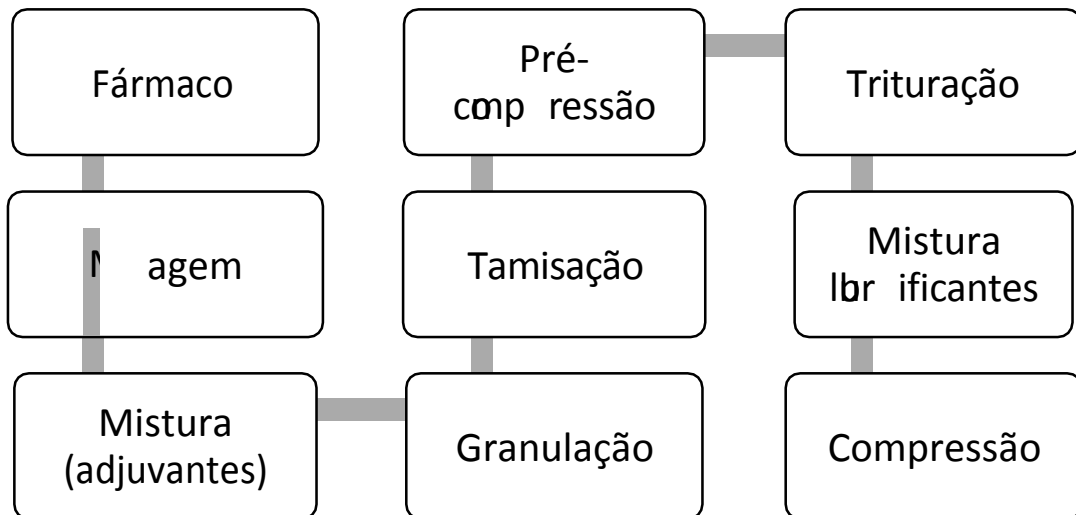 Fármaco
Mistura
(adjuvantes)
Granulação
Tamisação
Pré-
compressão
Trituração
Mistura
lubrificantes
Compressão